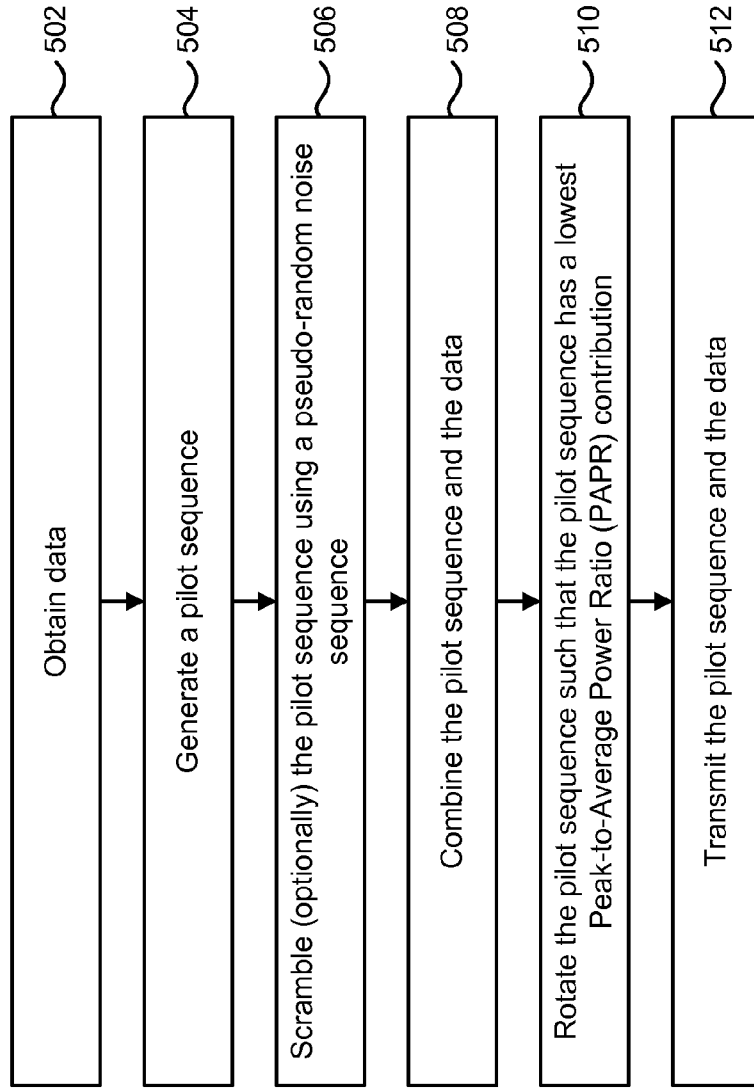 Obtain data
502
Generate a pilot sequence
504
Scramble (optionally) the pilot sequence using a pseudo-random noise
sequence
506
Combine the pilot sequence and the data
508
Rotate the pilot sequence such that the pilot sequence has a lowest
Peak-to-Average Power Ratio (PAPR) contribution
510
Transmit the pilot sequence and the data
512